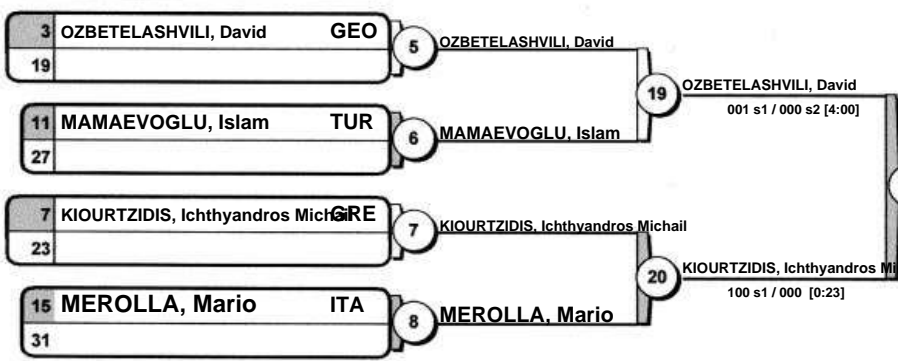 3 OZBETELASHVILI, David GEO
19
5 OZBETELASHVILI, David
11 MAMAEVOGLU, Islam TUR
27
6 MAMAEVOGLU, Islam
19 OZBETELASHVILI, David
001 s1 / 000 s2 [4:00]
7 KIOURTZIDIS, Ichthyandros Michail GRE
23
7 KIOURTZIDIS, Ichthyandros Michail
15 MEROLLA, Mario ITA
31
8 MEROLLA, Mario
20 KIOURTZIDIS, Ichthyandros Mi
100 s1 / 000 [0:23]